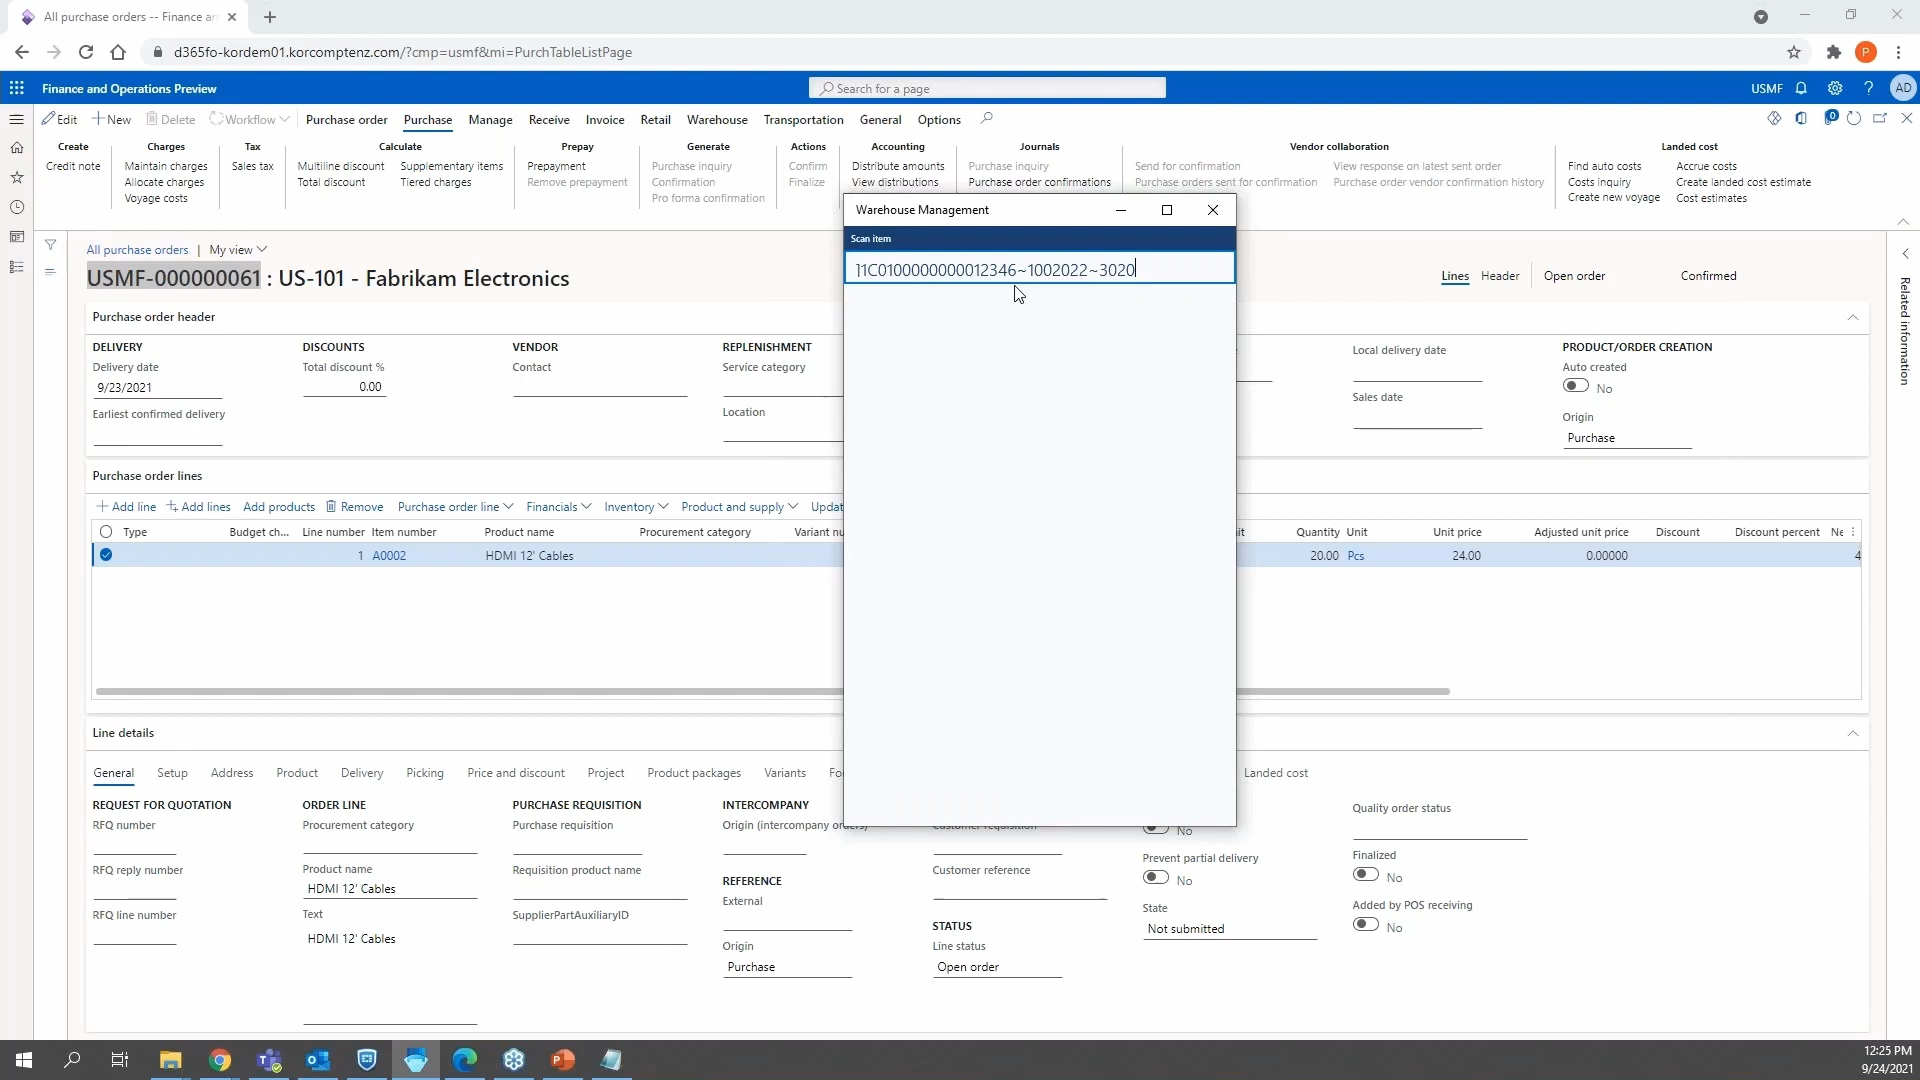 All purchase orders -- Finance an
d365fo-kordem01.korcomptenz.com/?cmp=usmf&mi=PurchTableListPage
P
Finance and Operations Preview
Search for a page
USMF
AD
Edit New Delete Workflow Purchase order Purchase Manage Receive Invoice Retail Warehouse Transportation General Options
0
Create Charges Tax Calculate Prepay Generate Actions Accounting Journals Vendor collaboration Landed cost
Credit note Maintain charges Sales tax Multiline discount Supplementary items Prepayment Purchase inquiry Confirm Distribute amounts Purchase inquiry Send for confirmation View response on latest sent order Find auto costs Accrue costs
Allocate charges Total discount Tiered charges Remove prepayment Confirmation Finalize View distributions Purchase order confirmations Purchase orders sent for confirmation Purchase order vendor confirmation history Costs inquiry Create landed cost estimate
Voyage costs Pro forma confirmation Create new voyage Cost estimates
Warehouse Management
Scan item
]1C0100000000012346~1002022~3020
All purchase orders | My view
USMF-000000061 : US-101 - Fabrikam Electronics
Lines Header Open order Confirmed
Related information
Purchase order header
DELIVERY DISCOUNTS VENDOR REPLENISHMENT Local delivery date PRODUCT/ORDER CREATION
Delivery date Total discount % Contact Service category Auto created
9/23/2021 0.00 No
Earliest confirmed delivery Location Sales date Origin
Purchase
Purchase order lines
Add line Add lines Add products Remove Purchase order line Financials Inventory Product and supply Updat
Type Budget ch... Line number Item number Product name Procurement category Variant nu it Quantity Unit Unit price Adjusted unit price Discount Discount percent Ne
1 A0002 HDMI 12' Cables 20.00 Pcs 24.00 0.00000 4
Line details
General Setup Address Product Delivery Picking Price and discount Project Product packages Variants Fo Landed cost
REQUEST FOR QUOTATION ORDER LINE PURCHASE REQUISITION INTERCOMPANY Quality order status
RFQ number Procurement category Purchase requisition Origin (intercompany orders) Customer requisition No
RFQ reply number Product name Requisition product name REFERENCE Customer reference Prevent partial delivery Finalized
HDMI 12' Cables External No No
RFQ line number Text SupplierPartAuxiliaryID STATUS State Added by POS receiving
HDMI 12' Cables Origin Line status Not submitted No
Purchase Open order
12:25 PM
9/24/2021